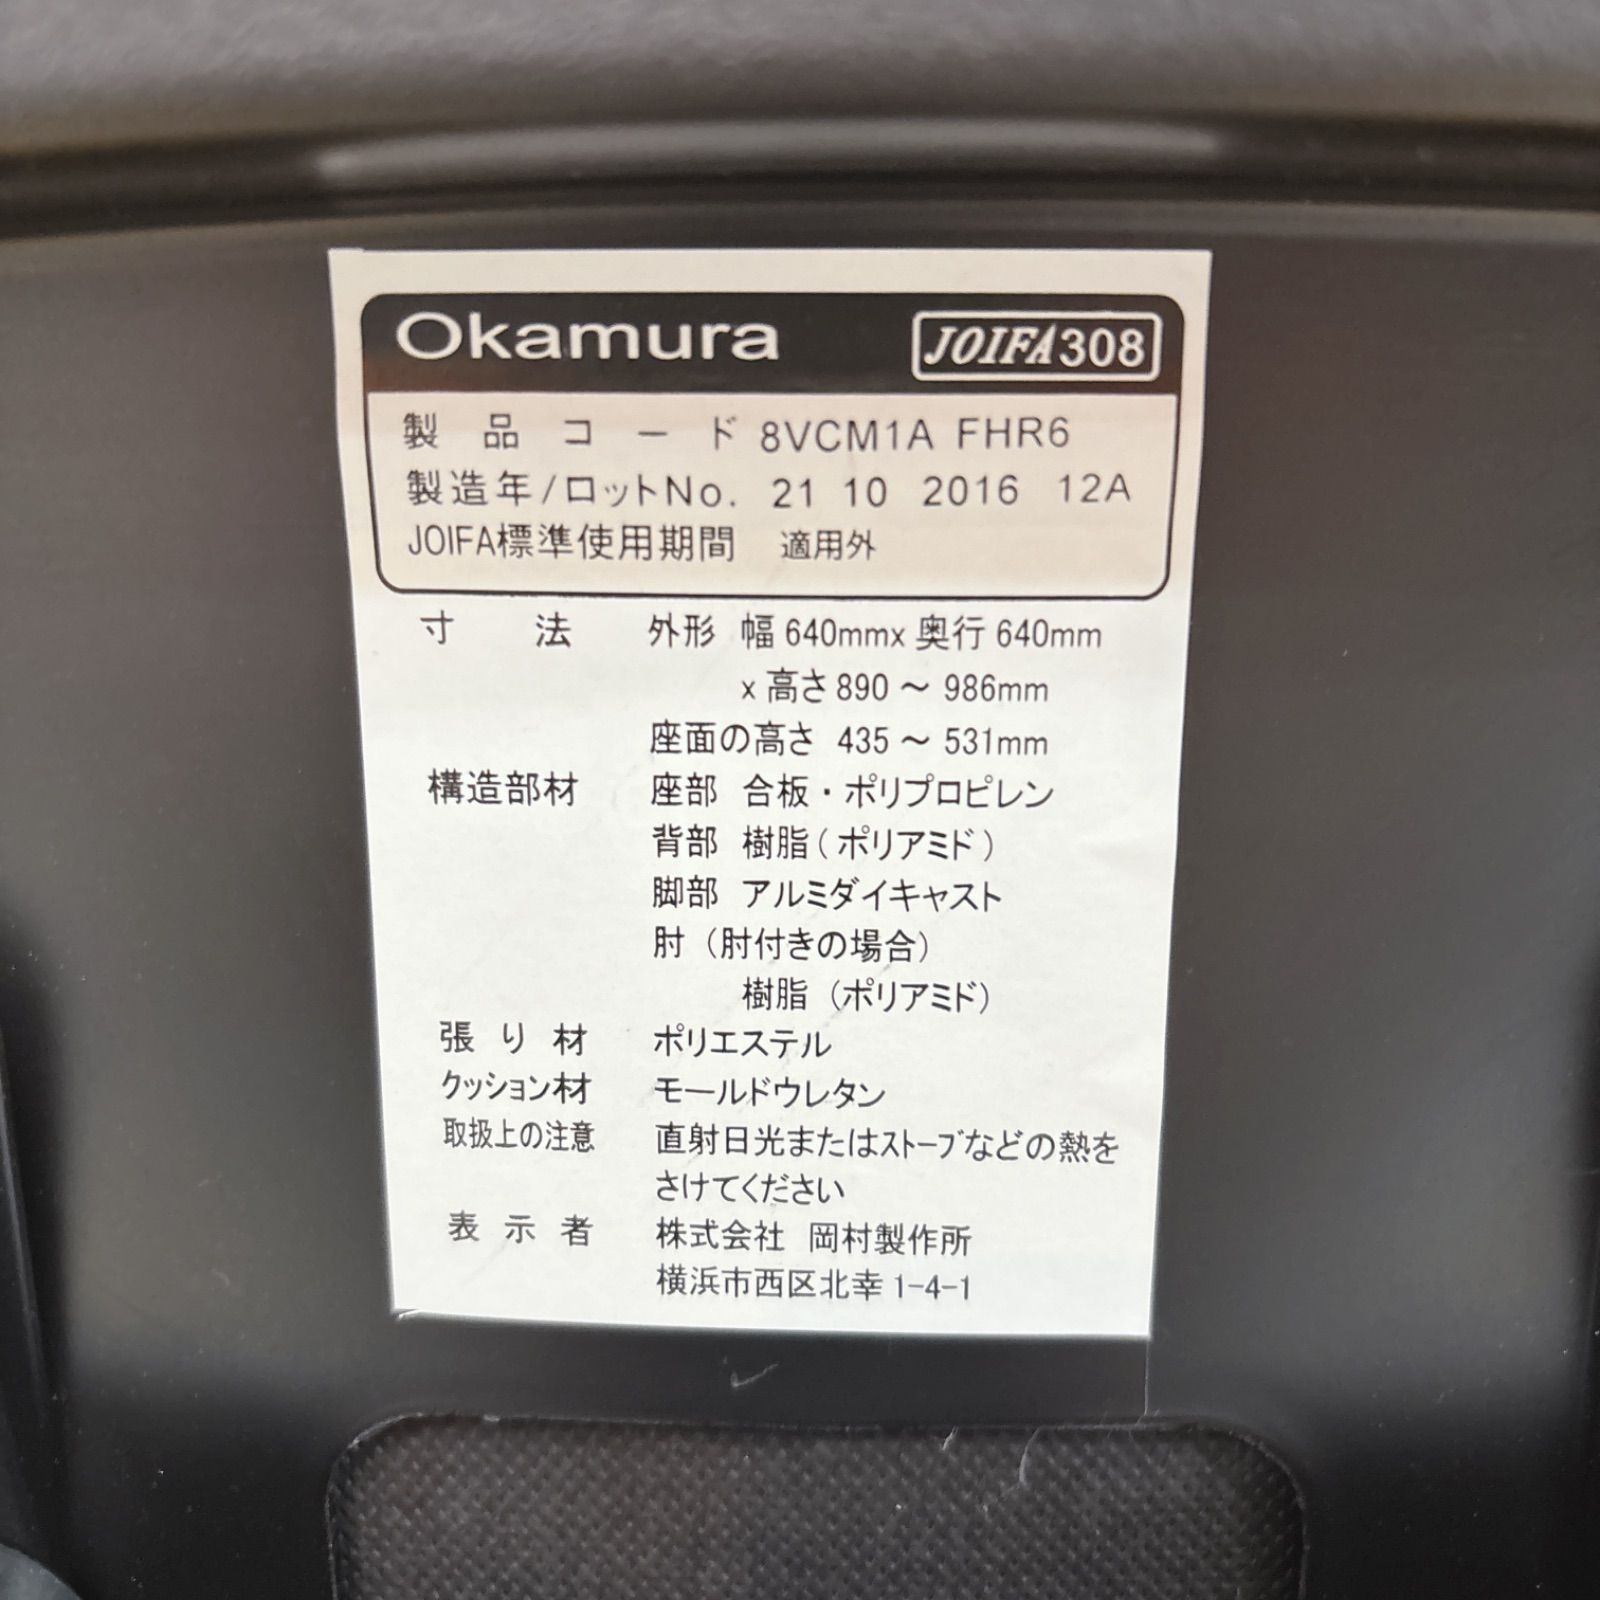 Okamura JOIFA308
製品コード 8VCM1A FHR6
製造年/ロットNo. 21 10 2016 12A
JOIFA標準使用期間 適用外
寸法 外形 幅640mmx奥行640mm
x高さ890～986mm
座面の高さ 435～531mm
構造部材 座部 合板・ポリプロピレン
背部 樹脂(ポリアミド)
脚部 アルミダイキャスト
肘(肘付きの場合)
樹脂(ポリアミド)
張り材 ポリエステル
クッション材 モールドウレタン
取扱上の注意 直射日光またはストーブなどの熱を
さけてください
表示者 株式会社 岡村製作所
横浜市西区北幸1-4-1